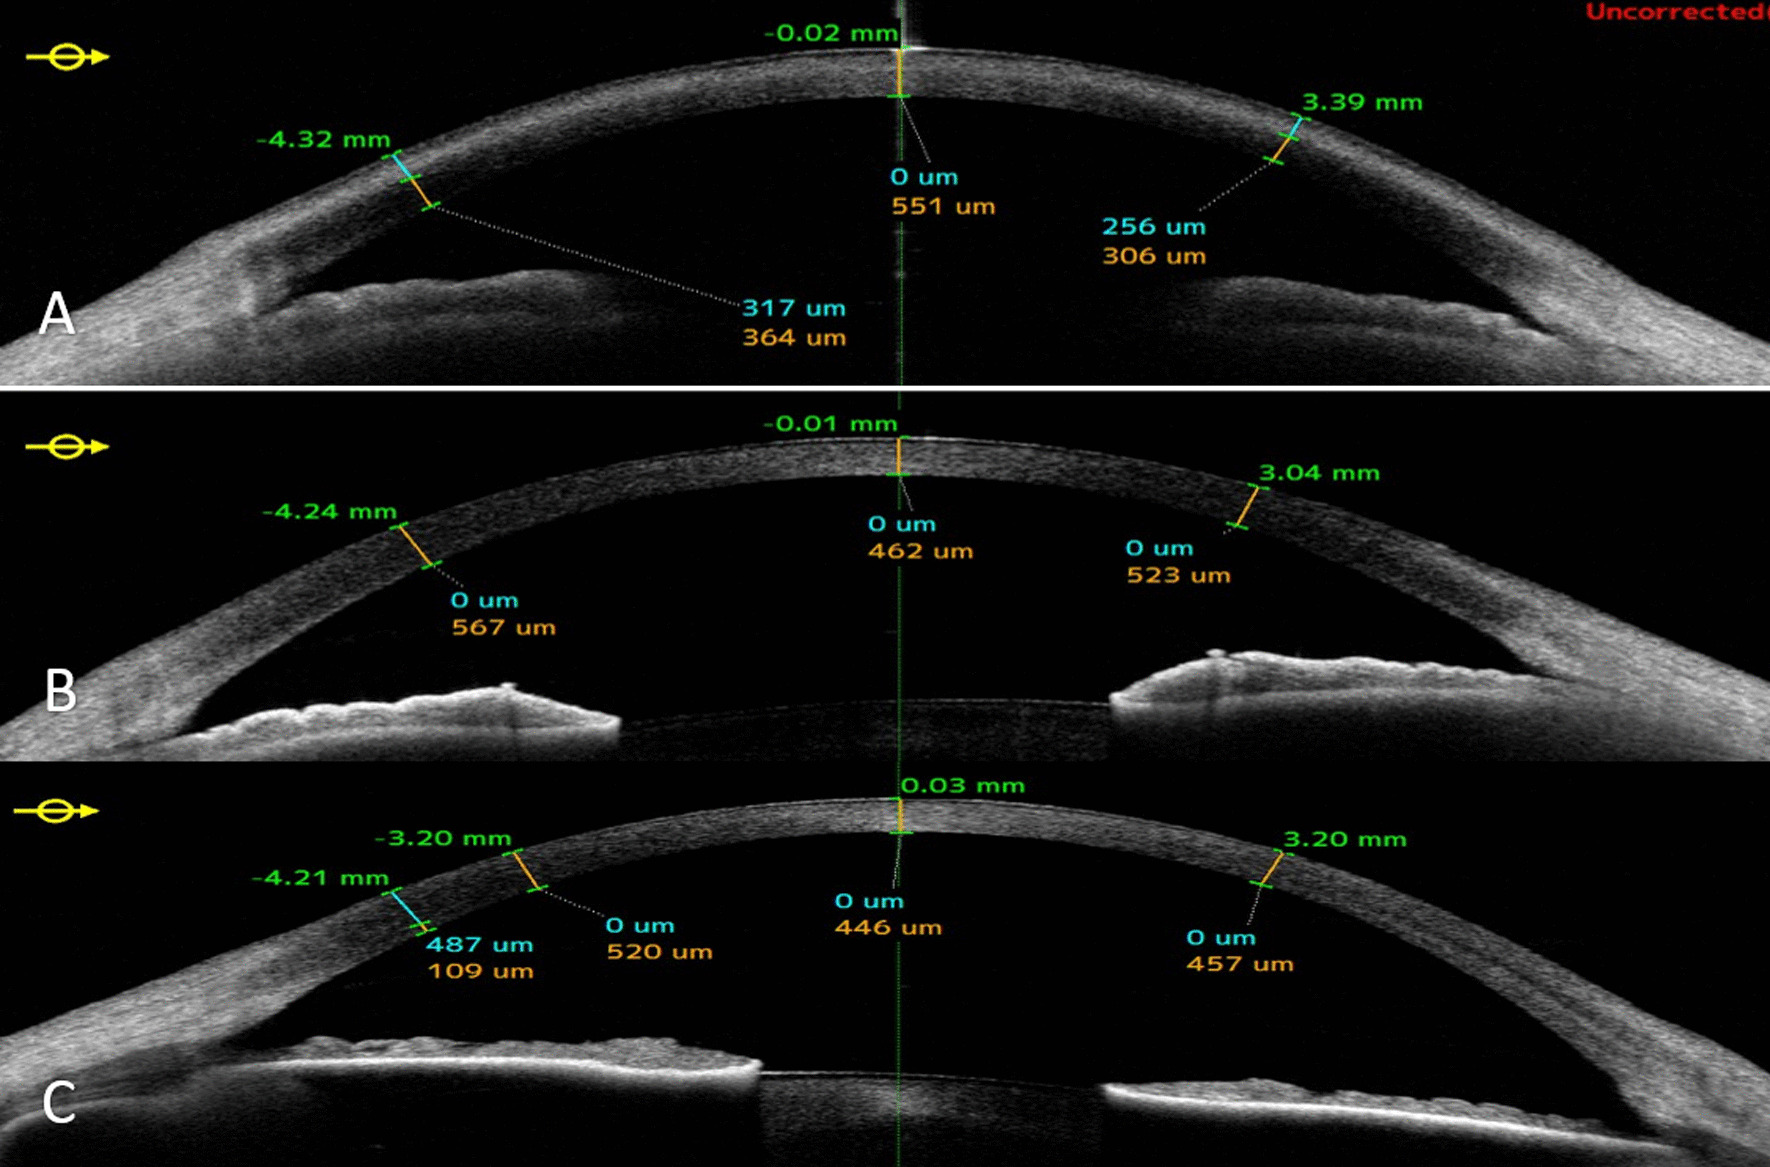 Uncorrected
-0.02 mm
3.39 mm
-4.32 mm
0 um
551 um
256 um
306 um
317 um
364 um
A
-0.01 mm
3.04 mm
-4.24 mm
0 um
462 um
0 um
523 um
0 um
567 um
B
0.03 mm
-3.20 mm
3.20 mm
-4.21 mm
0 um
446 um
0 um
520 um
0 um
457 um
487 um
109 um
C